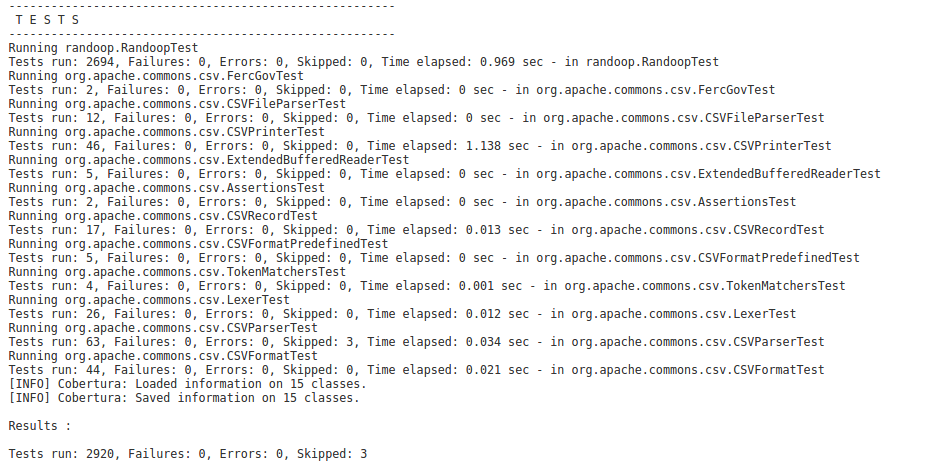 -------------------------------------------------------
 T E S T S
-------------------------------------------------------
Running randoop.RandoopTest
Tests run: 2694, Failures: 0, Errors: 0, Skipped: 0, Time elapsed: 0.969 sec - in randoop.RandoopTest
Running org.apache.commons.csv.FercGovTest
Tests run: 2, Failures: 0, Errors: 0, Skipped: 0, Time elapsed: 0 sec - in org.apache.commons.csv.FercGovTest
Running org.apache.commons.csv.CSVFileParserTest
Tests run: 12, Failures: 0, Errors: 0, Skipped: 0, Time elapsed: 0 sec - in org.apache.commons.csv.CSVFileParserTest
Running org.apache.commons.csv.CSVPrinterTest
Tests run: 46, Failures: 0, Errors: 0, Skipped: 0, Time elapsed: 1.138 sec - in org.apache.commons.csv.CSVPrinterTest
Running org.apache.commons.csv.ExtendedBufferedReaderTest
Tests run: 5, Failures: 0, Errors: 0, Skipped: 0, Time elapsed: 0 sec - in org.apache.commons.csv.ExtendedBufferedReaderTest
Running org.apache.commons.csv.AssertionsTest
Tests run: 2, Failures: 0, Errors: 0, Skipped: 0, Time elapsed: 0 sec - in org.apache.commons.csv.AssertionsTest
Running org.apache.commons.csv.CSVRecordTest
Tests run: 17, Failures: 0, Errors: 0, Skipped: 0, Time elapsed: 0.013 sec - in org.apache.commons.csv.CSVRecordTest
Running org.apache.commons.csv.CSVFormatPredefinedTest
Tests run: 5, Failures: 0, Errors: 0, Skipped: 0, Time elapsed: 0 sec - in org.apache.commons.csv.CSVFormatPredefinedTest
Running org.apache.commons.csv.TokenMatchersTest
Tests run: 4, Failures: 0, Errors: 0, Skipped: 0, Time elapsed: 0.001 sec - in org.apache.commons.csv.TokenMatchersTest
Running org.apache.commons.csv.LexerTest
Tests run: 26, Failures: 0, Errors: 0, Skipped: 0, Time elapsed: 0.012 sec - in org.apache.commons.csv.LexerTest
Running org.apache.commons.csv.CSVParserTest
Tests run: 63, Failures: 0, Errors: 0, Skipped: 3, Time elapsed: 0.034 sec - in org.apache.commons.csv.CSVParserTest
Running org.apache.commons.csv.CSVFormatTest
Tests run: 44, Failures: 0, Errors: 0, Skipped: 0, Time elapsed: 0.021 sec - in org.apache.commons.csv.CSVFormatTest
[INFO] Cobertura: Loaded information on 15 classes.
[INFO] Cobertura: Saved information on 15 classes.
Results :
Tests run: 2920, Failures: 0, Errors: 0, Skipped: 3